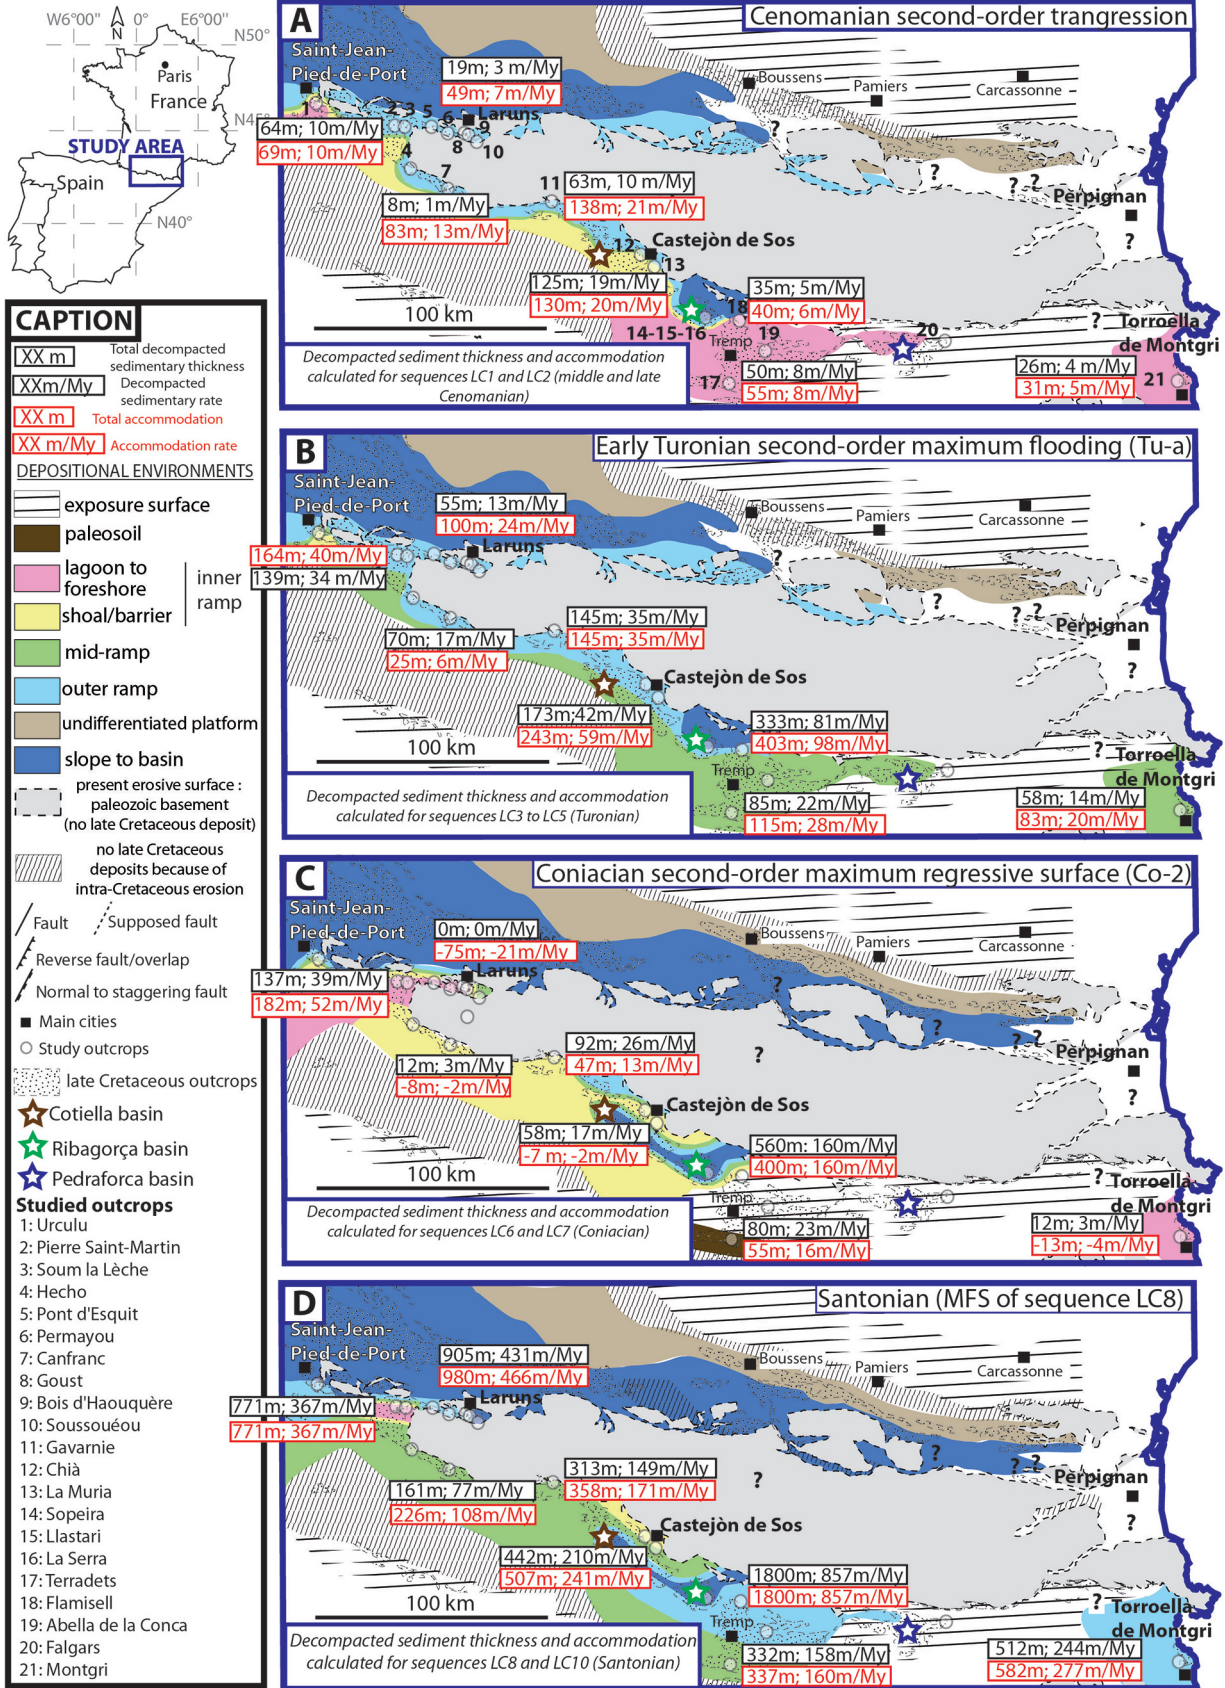 W6°00"
0°
E6°00"
N
N50°
Paris
France
N45°
STUDY AREA
Spain
N40°
CAPTION
XX m
Total decompacted
sedimentary thickness
XXm/My
Decompacted
sedimentary rate
XX m
Total accommodation
XX m/My
Accommodation rate
DEPOSITIONAL ENVIRONMENTS
exposure surface
paleosoil
lagoon to
foreshore
inner
ramp
shoal/barrier
mid-ramp
outer ramp
undifferentiated platform
slope to basin
present erosive surface :
paleozoic basement
(no late Cretaceous deposit)
no late Cretaceous
deposits because of
intra-Cretaceous erosion
Fault
Supposed fault
Reverse fault/overlap
Normal to staggering fault
Main cities
Study outcrops
late Cretaceous outcrops
Cotiella basin
Ribagorça basin
Pedraforca basin
Studied outcrops
1: Urculu
2: Pierre Saint-Martin
3: Soum la Lèche
4: Hecho
5: Pont d'Esquit
6: Permayou
7: Canfranc
8: Goust
9: Bois d'Haouquère
10: Soussouéou
11: Gavarnie
12: Chià
13: La Muria
14: Sopeira
15: Llastari
16: La Serra
17: Terradets
18: Flamisell
19: Abella de la Conca
20: Falgars
21: Montgri
A
Cenomanian second-order trangression
Saint-Jean-
Pied-de-Port
19m; 3 m/My
49m; 7m/My
Boussens
Pamiers
Carcassonne
1
2 3 5
6
Laruns
9
8
10
?
64m; 10m/My
69m; 10m/My
4
7
11
63m, 10 m/My
138m; 21m/My
?
? ?
Perpignan
?
8m; 1m/My
83m; 13m/My
12
Castejòn de Sos
13
125m; 19m/My
130m; 20m/My
35m; 5m/My
40m; 6m/My
18
100 km
14-15-16
19
20
?
Torroella
de Montgri
Tremp
Decompacted sediment thickness and accommodation
calculated for sequences LC1 and LC2 (middle and late
Cenomanian)
17
50m; 8m/My
55m; 8m/My
26m; 4 m/My
31m; 5m/My
21
B
Early Turonian second-order maximum flooding (Tu-a)
Saint-Jean-
Pied-de-Port
55m; 13m/My
100m; 24m/My
Boussens
Pamiers
Carcassonne
Laruns
?
164m; 40m/My
139m; 34 m/My
?
? ?
Perpignan
?
145m; 35m/My
145m; 35m/My
70m; 17m/My
25m; 6m/My
Castejòn de Sos
173m;42m/My
243m; 59m/My
333m; 81m/My
403m; 98m/My
100 km
?
Torroella
de Montgri
Tremp
Decompacted sediment thickness and accommodation
calculated for sequences LC3 to LC5 (Turonian)
85m; 22m/My
115m; 28m/My
58m; 14m/My
83m; 20m/My
C
Coniacian second-order maximum regressive surface (Co-2)
Saint-Jean-
Pied-de-Port
0m; 0m/My
-75m; -21m/My
Boussens
Pamiers
Carcassonne
Laruns
?
137m; 39m/My
182m; 52m/My
?
? ?
?
Perpignan
?
92m; 26m/My
47m; 13m/My
12m; 3m/My
-8m; -2m/My
Castejòn de Sos
58m; 17m/My
-7 m; -2m/My
560m: 160m/My
400m; 160m/My
100 km
?
Torroella
de Montgri
Tremp
Decompacted sediment thickness and accommodation
calculated for sequences LC6 and LC7 (Coniacian)
80m; 23m/My
55m; 16m/My
12m; 3m/My
-13m; -4m/My
D
Santonian (MFS of sequence LC8)
Saint-Jean-
Pied-de-Port
905m; 431m/My
980m; 466m/My
Boussens
Pamiers
Carcassonne
Laruns
771m; 367m/My
771m; 367m/My
?
? ?
?
Perpignan
?
313m; 149m/My
358m; 171m/My
161m; 77m/My
226m; 108m/My
Castejòn de Sos
442m; 210m/My
507m; 241m/My
1800m; 857m/My
1800m; 857m/My
100 km
?
Torroella
de Montgri
Tremp
Decompacted sediment thickness and accommodation
calculated for sequences LC8 and LC10 (Santonian)
332m; 158m/My
337m; 160m/My
512m; 244m/My
582m; 277m/My